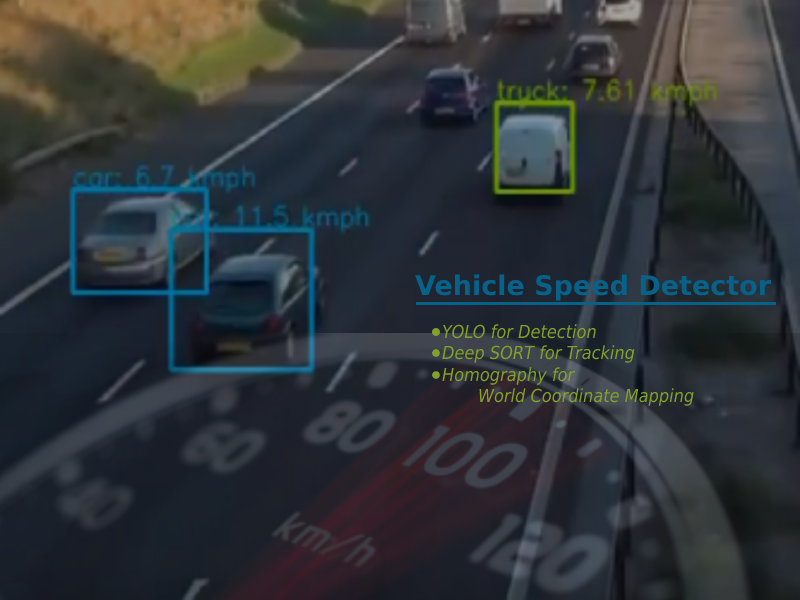 truck: 7.61 kmph
car: 6.7 kmph
11.5 kmph
Vehicle Speed Detector
•YOLO for Detection
•Deep SORT for Tracking
•Homography for
World Coordinate Mapping
40
60
80
100
120
km/h